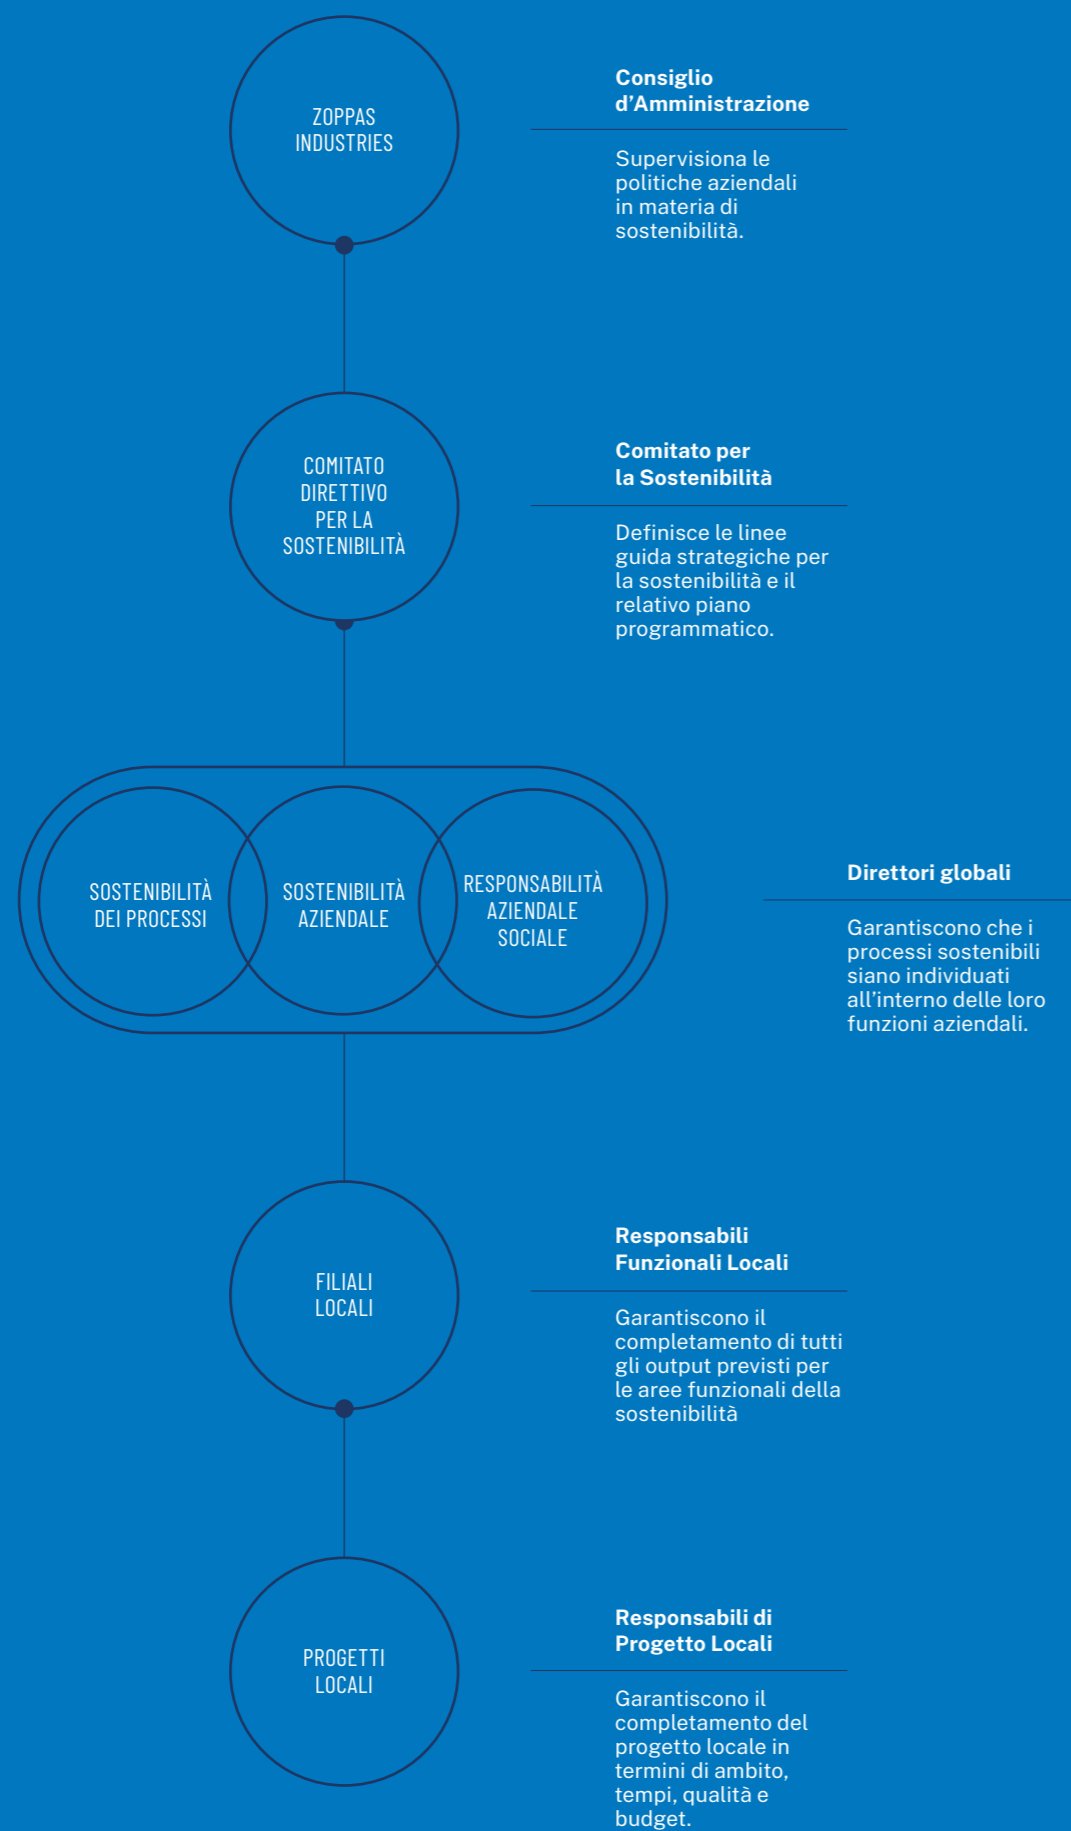 ZOPPAS
INDUSTRIES
Consiglio
d’Amministrazione
Supervisiona le
politiche aziendali
in materia di
sostenibilità.
COMITATO
DIRETTIVO
PER LA
SOSTENIBILITÀ
Comitato per
la Sostenibilità
Definisce le linee
guida strategiche per
la sostenibilità e il
relativo piano
programmatico.
SOSTENIBILITÀ
DEI PROCESSI
SOSTENIBILITÀ
AZIENDALE
RESPONSABILITÀ
AZIENDALE
SOCIALE
Direttori globali
Garantiscono che i
processi sostenibili
siano individuati
all’interno delle loro
funzioni aziendali.
FILIALI
LOCALI
Responsabili
Funzionali Locali
Garantiscono il
completamento di tutti
gli output previsti per
le aree funzionali della
sostenibilità
PROGETTI
LOCALI
Responsabili di
Progetto Locali
Garantiscono il
completamento del
progetto locale in
termini di ambito,
tempi, qualità e
budget.